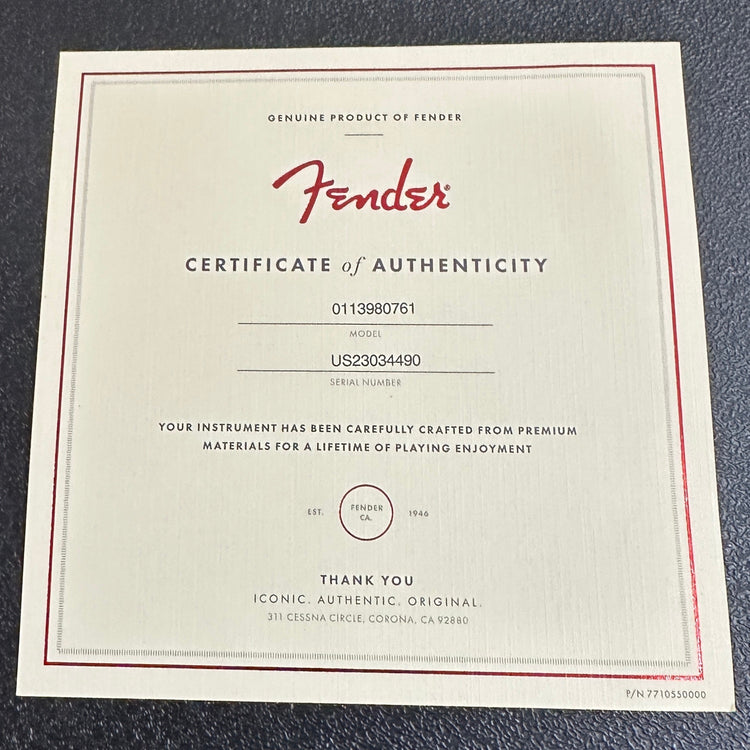 GENUINE PRODUCT OF FENDER
Fender®
CERTIFICATE of AUTHENTICITY
0113980761
MODEL
US23034490
SERIAL NUMBER
YOUR INSTRUMENT HAS BEEN CAREFULLY CRAFTED FROM PREMIUM
MATERIALS FOR A LIFETIME OF PLAYING ENJOYMENT
EST.
FENDER
CA.
1946
THANK YOU
ICONIC. AUTHENTIC. ORIGINAL.
311 CESSNA CIRCLE, CORONA, CA 92880
P/N 7710550000